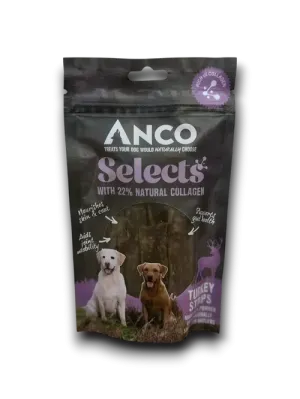 ANCO
TREATS YOUR DOG WOULD NATURALLY CHOOSE
Selects
WITH 22% NATURAL COLLAGEN
Nourishes
skin & coat
Supports
gut health
Aids
joint
mobility
TURKEY
STRIPS